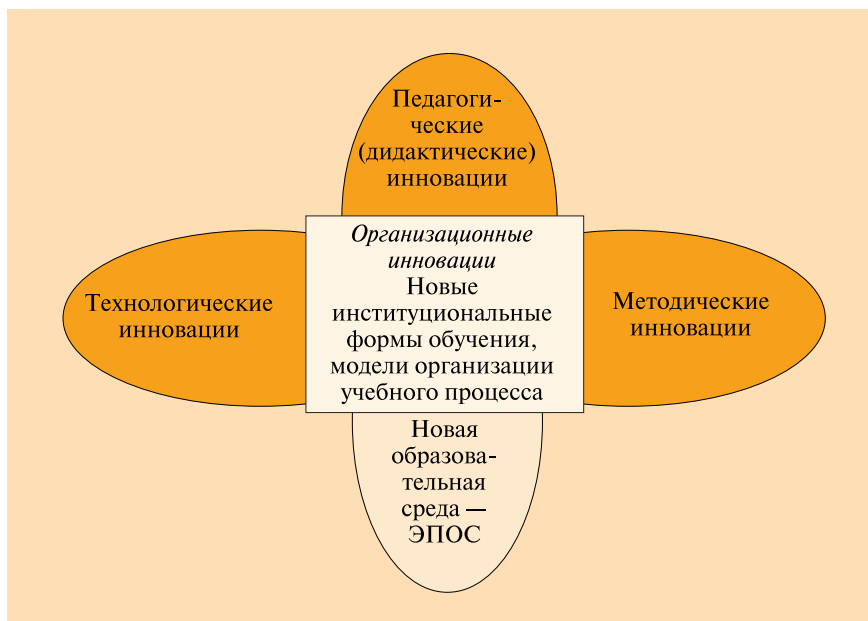 Педагоги-
ческие
(дидактические)
инновации
Организационные
инновации
Новые
институциональные
формы обучения,
модели организации
учебного процесса
Технологические
инновации
Методические
инновации
Новая
образова-
тельная
среда —
ЭПОС